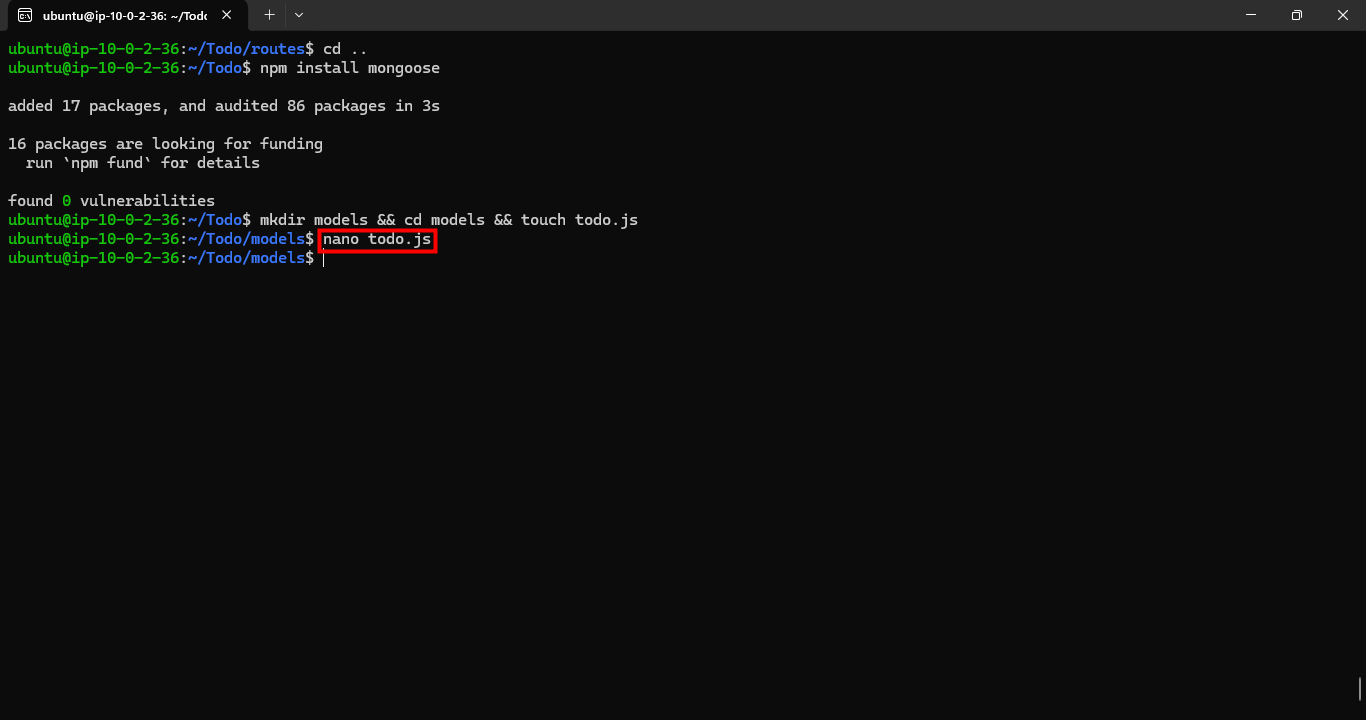 ubuntu@ip-10-0-2-36: ~/Todo
ubuntu@ip-10-0-2-36:~/Todo/routes$ cd ..
ubuntu@ip-10-0-2-36:~/Todo$ npm install mongoose
added 17 packages, and audited 86 packages in 3s
16 packages are looking for funding
  run `npm fund` for details
found 0 vulnerabilities
ubuntu@ip-10-0-2-36:~/Todo$ mkdir models && cd models && touch todo.js
ubuntu@ip-10-0-2-36:~/Todo/models$ nano todo.js
ubuntu@ip-10-0-2-36:~/Todo/models$